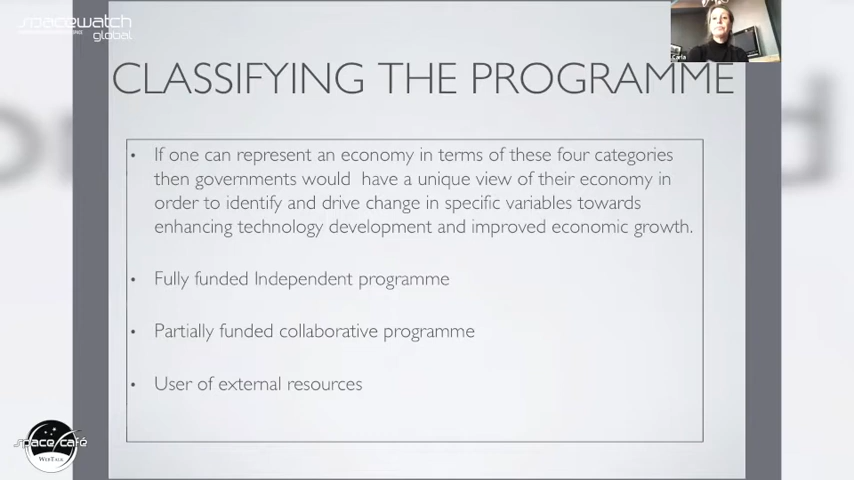 spacewatch
global
Carla
CLASSIFYING THE PROGRAMME
• If one can represent an economy in terms of these four categories
then governments would have a unique view of their economy in
order to identify and drive change in specific variables towards
enhancing technology development and improved economic growth.
• Fully funded Independent programme
• Partially funded collaborative programme
• User of external resources
space/café
WEBTALK